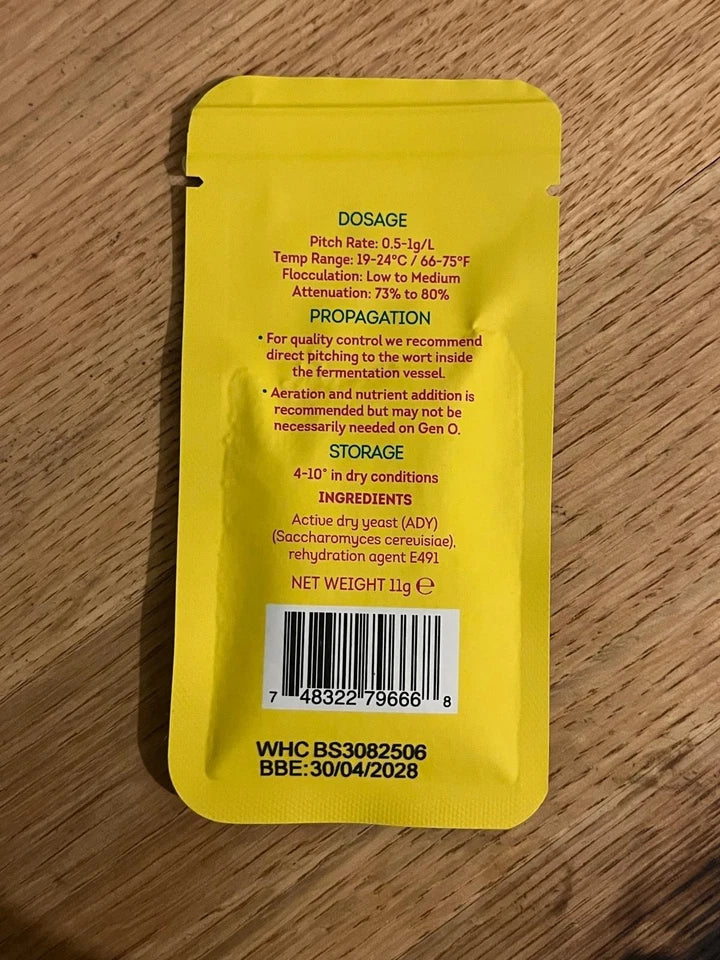 DOSAGE
Pitch Rate: 0.5-1g/L
Temp Range: 19-24°C / 66-75°F
Flocculation: Low to Medium
Attenuation: 73% to 80%
PROPAGATION
• For quality control we recommend
direct pitching to the wort inside
the fermentation vessel.
• Aeration and nutrient addition is
recommended but may not be
necessarily needed on Gen O.
STORAGE
4-10° in dry conditions
INGREDIENTS
Active dry yeast (ADY)
(Saccharomyces cerevisiae),
rehydration agent E491
NET WEIGHT 11g ℮
7 48322 79666 8
WHC BS3082506
BBE:30/04/2028